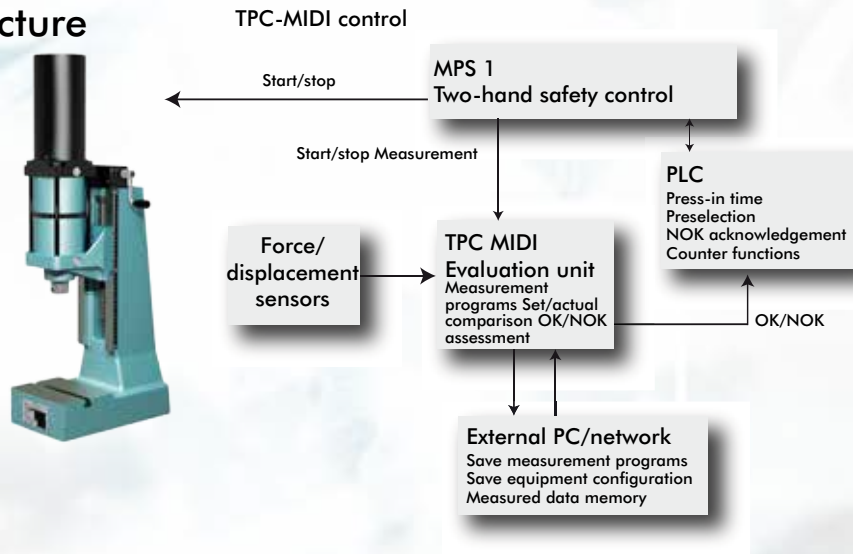 cture
TPC-MIDI control
MPS 1
Two-hand safety control
Start/stop
Start/stop Measurement
PLC
Press-in time
Preselection
NOK acknowledgement
Counter functions
Force/
displacement
sensors
TPC MIDI
Evaluation unit
Measurement
programs Set/actual
comparison OK/NOK
assessment
OK/NOK
External PC/network
Save measurement programs
Save equipment configuration
Measured data memory